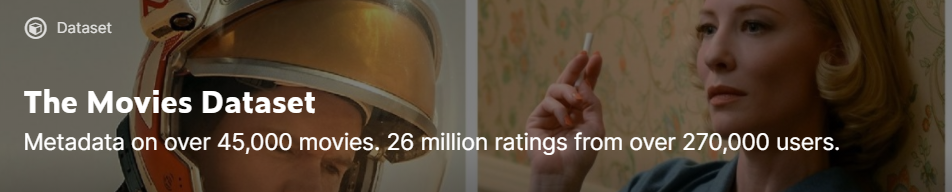 Dataset
The Movies Dataset
Metadata on over 45,000 movies. 26 million ratings from over 270,000 users.